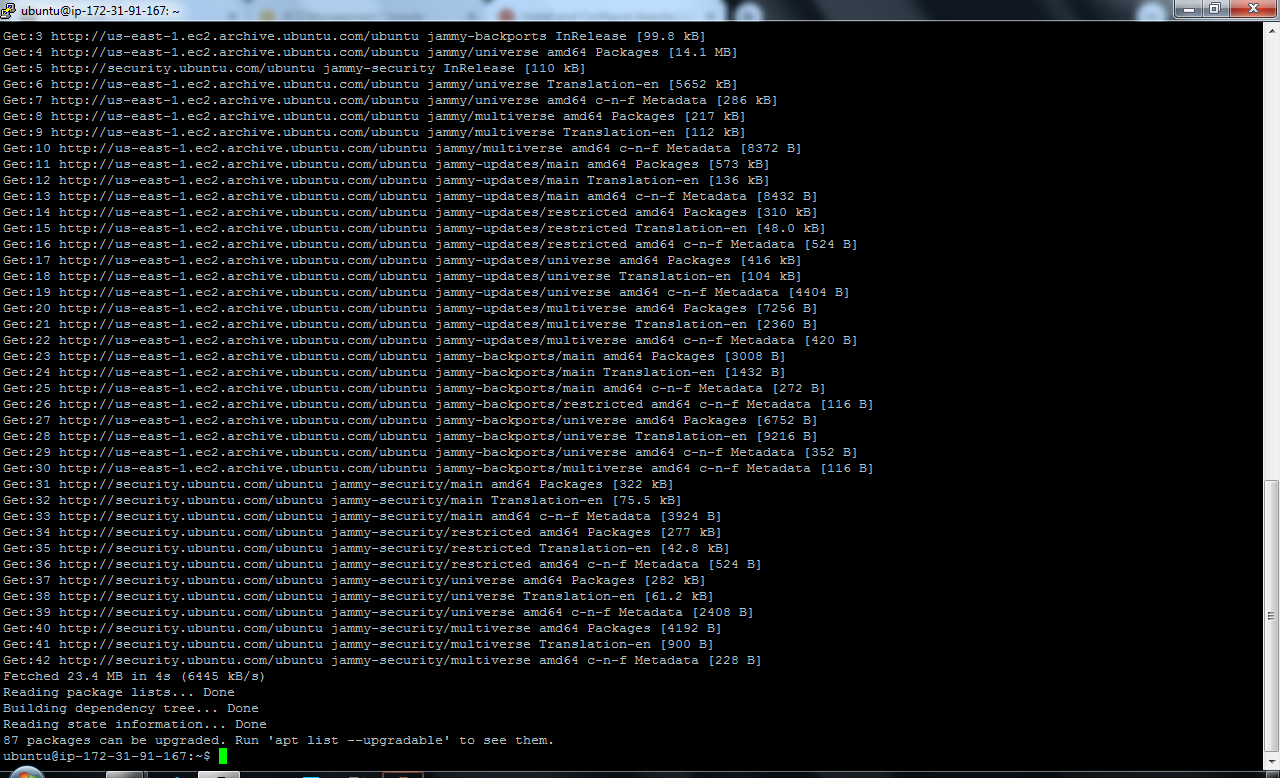 ubuntu@ip-172-31-91-167: ~
Get:3 http://us-east-1.ec2.archive.ubuntu.com/ubuntu jammy-backports InRelease [99.8 kB]
Get:4 http://us-east-1.ec2.archive.ubuntu.com/ubuntu jammy/universe amd64 Packages [14.1 MB]
Get:5 http://security.ubuntu.com/ubuntu jammy-security InRelease [110 kB]
Get:6 http://us-east-1.ec2.archive.ubuntu.com/ubuntu jammy/universe Translation-en [5652 kB]
Get:7 http://us-east-1.ec2.archive.ubuntu.com/ubuntu jammy/universe amd64 c-n-f Metadata [286 kB]
Get:8 http://us-east-1.ec2.archive.ubuntu.com/ubuntu jammy/multiverse amd64 Packages [217 kB]
Get:9 http://us-east-1.ec2.archive.ubuntu.com/ubuntu jammy/multiverse Translation-en [112 kB]
Get:10 http://us-east-1.ec2.archive.ubuntu.com/ubuntu jammy/multiverse amd64 c-n-f Metadata [8372 B]
Get:11 http://us-east-1.ec2.archive.ubuntu.com/ubuntu jammy-updates/main amd64 Packages [573 kB]
Get:12 http://us-east-1.ec2.archive.ubuntu.com/ubuntu jammy-updates/main Translation-en [136 kB]
Get:13 http://us-east-1.ec2.archive.ubuntu.com/ubuntu jammy-updates/main amd64 c-n-f Metadata [8432 B]
Get:14 http://us-east-1.ec2.archive.ubuntu.com/ubuntu jammy-updates/restricted amd64 Packages [310 kB]
Get:15 http://us-east-1.ec2.archive.ubuntu.com/ubuntu jammy-updates/restricted Translation-en [48.0 kB]
Get:16 http://us-east-1.ec2.archive.ubuntu.com/ubuntu jammy-updates/restricted amd64 c-n-f Metadata [524 B]
Get:17 http://us-east-1.ec2.archive.ubuntu.com/ubuntu jammy-updates/universe amd64 Packages [416 kB]
Get:18 http://us-east-1.ec2.archive.ubuntu.com/ubuntu jammy-updates/universe Translation-en [104 kB]
Get:19 http://us-east-1.ec2.archive.ubuntu.com/ubuntu jammy-updates/universe amd64 c-n-f Metadata [4404 B]
Get:20 http://us-east-1.ec2.archive.ubuntu.com/ubuntu jammy-updates/multiverse amd64 Packages [7256 B]
Get:21 http://us-east-1.ec2.archive.ubuntu.com/ubuntu jammy-updates/multiverse Translation-en [2360 B]
Get:22 http://us-east-1.ec2.archive.ubuntu.com/ubuntu jammy-updates/multiverse amd64 c-n-f Metadata [420 B]
Get:23 http://us-east-1.ec2.archive.ubuntu.com/ubuntu jammy-backports/main amd64 Packages [3008 B]
Get:24 http://us-east-1.ec2.archive.ubuntu.com/ubuntu jammy-backports/main Translation-en [1432 B]
Get:25 http://us-east-1.ec2.archive.ubuntu.com/ubuntu jammy-backports/main amd64 c-n-f Metadata [272 B]
Get:26 http://us-east-1.ec2.archive.ubuntu.com/ubuntu jammy-backports/restricted amd64 c-n-f Metadata [116 B]
Get:27 http://us-east-1.ec2.archive.ubuntu.com/ubuntu jammy-backports/universe amd64 Packages [6752 B]
Get:28 http://us-east-1.ec2.archive.ubuntu.com/ubuntu jammy-backports/universe Translation-en [9216 B]
Get:29 http://us-east-1.ec2.archive.ubuntu.com/ubuntu jammy-backports/universe amd64 c-n-f Metadata [352 B]
Get:30 http://us-east-1.ec2.archive.ubuntu.com/ubuntu jammy-backports/multiverse amd64 c-n-f Metadata [116 B]
Get:31 http://security.ubuntu.com/ubuntu jammy-security/main amd64 Packages [322 kB]
Get:32 http://security.ubuntu.com/ubuntu jammy-security/main Translation-en [75.5 kB]
Get:33 http://security.ubuntu.com/ubuntu jammy-security/main amd64 c-n-f Metadata [3924 B]
Get:34 http://security.ubuntu.com/ubuntu jammy-security/restricted amd64 Packages [277 kB]
Get:35 http://security.ubuntu.com/ubuntu jammy-security/restricted Translation-en [42.8 kB]
Get:36 http://security.ubuntu.com/ubuntu jammy-security/restricted amd64 c-n-f Metadata [524 B]
Get:37 http://security.ubuntu.com/ubuntu jammy-security/universe amd64 Packages [282 kB]
Get:38 http://security.ubuntu.com/ubuntu jammy-security/universe Translation-en [61.2 kB]
Get:39 http://security.ubuntu.com/ubuntu jammy-security/universe amd64 c-n-f Metadata [2408 B]
Get:40 http://security.ubuntu.com/ubuntu jammy-security/multiverse amd64 Packages [4192 B]
Get:41 http://security.ubuntu.com/ubuntu jammy-security/multiverse Translation-en [900 B]
Get:42 http://security.ubuntu.com/ubuntu jammy-security/multiverse amd64 c-n-f Metadata [228 B]
Fetched 23.4 MB in 4s (6445 kB/s)
Reading package lists... Done
Building dependency tree... Done
Reading state information... Done
87 packages can be upgraded. Run 'apt list --upgradable' to see them.
ubuntu@ip-172-31-91-167:~$